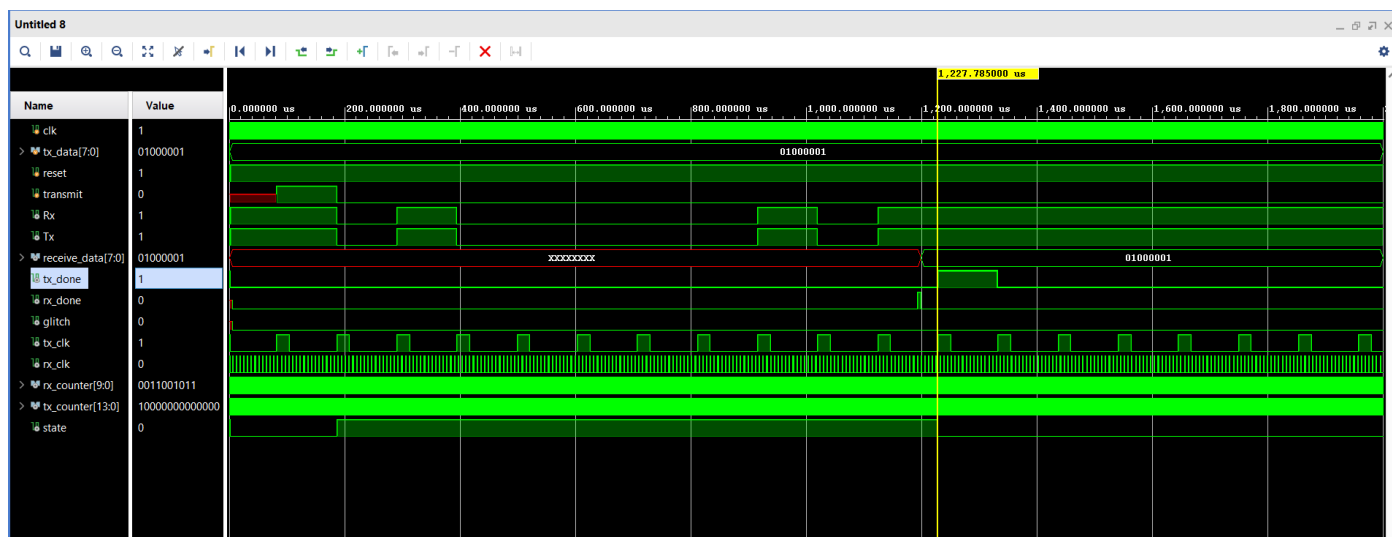 Untitled 8
1,227.785000 us
Name Value
0.000000 us 200.000000 us 400.000000 us 600.000000 us 800.000000 us 1,000.000000 us 1,200.000000 us 1,400.000000 us 1,600.000000 us 1,800.000000 us
clk 1
tx_data[7:0] 01000001 01000001
reset 1
transmit 0
Rx 1
Tx 1
receive_data[7:0] 01000001 XXXXXXXX 01000001
tx_done 1
rx_done 0
glitch 0
tx_clk 1
rx_clk 0
rx_counter[9:0] 0011001011
tx_counter[13:0] 10000000000000
state 0